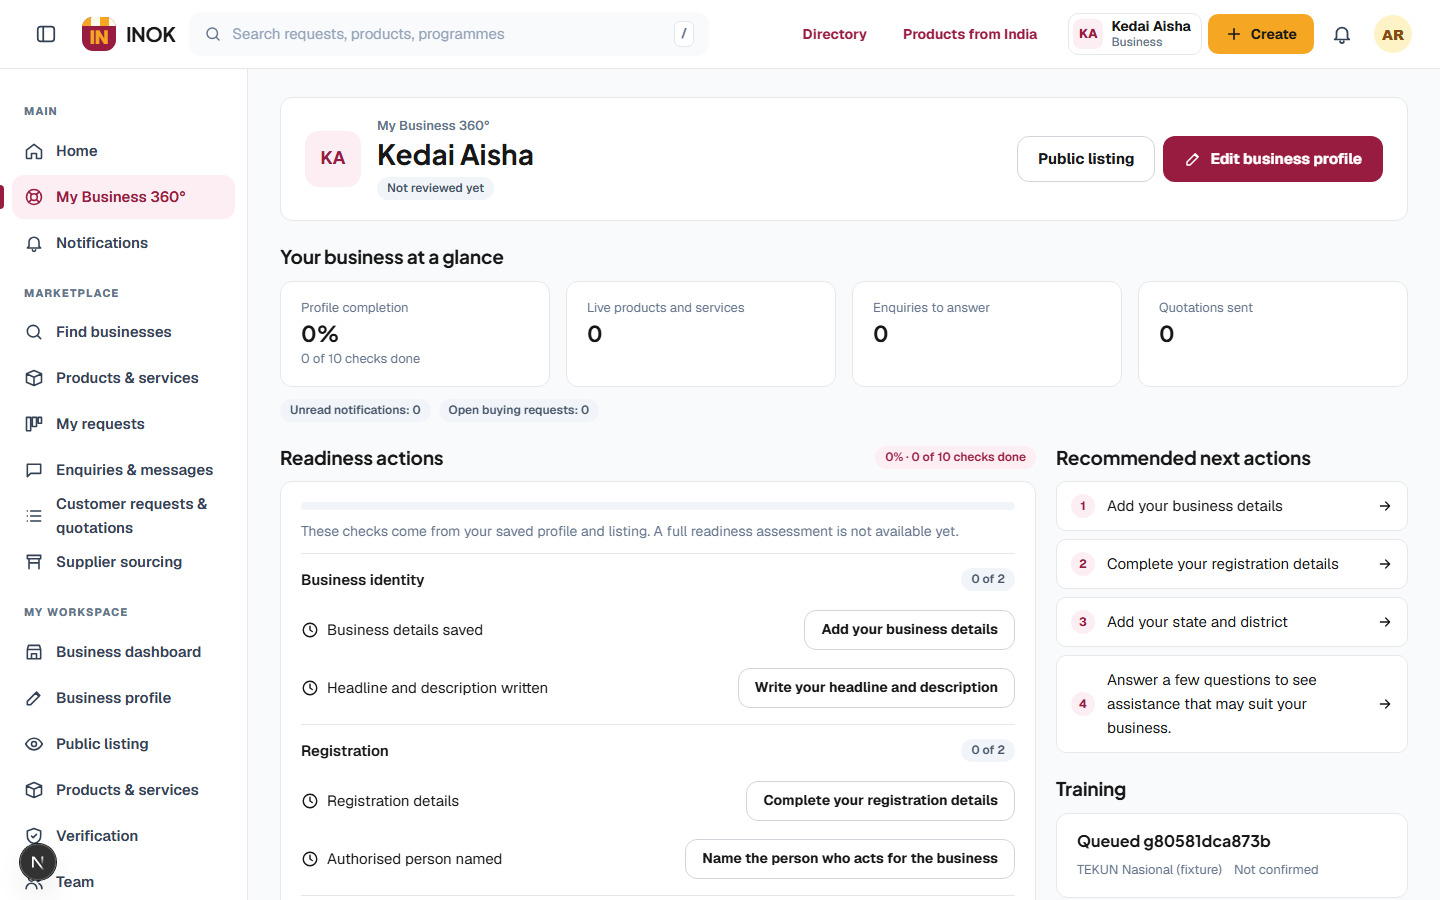 IN INOK
Search requests, products, programmes
/
Directory
Products from India
KA
Kedai Aisha
Business
Create
AR
MAIN
Home
My Business 360°
Notifications
MARKETPLACE
Find businesses
Products & services
My requests
Enquiries & messages
Customer requests &
quotations
Supplier sourcing
MY WORKSPACE
Business dashboard
Business profile
Public listing
Products & services
Verification
N
Team
KA
My Business 360°
Kedai Aisha
Not reviewed yet
Public listing
Edit business profile
Your business at a glance
Profile completion
0%
0 of 10 checks done
Live products and services
0
Enquiries to answer
0
Quotations sent
0
Unread notifications: 0
Open buying requests: 0
Readiness actions
0% · 0 of 10 checks done
These checks come from your saved profile and listing. A full readiness assessment is not available yet.
Business identity
0 of 2
Business details saved
Add your business details
Headline and description written
Write your headline and description
Registration
0 of 2
Registration details
Complete your registration details
Authorised person named
Name the person who acts for the business
Recommended next actions
1 Add your business details
2 Complete your registration details
3 Add your state and district
4 Answer a few questions to see
assistance that may suit your
business.
Training
Queued g80581dca873b
TEKUN Nasional (fixture) Not confirmed